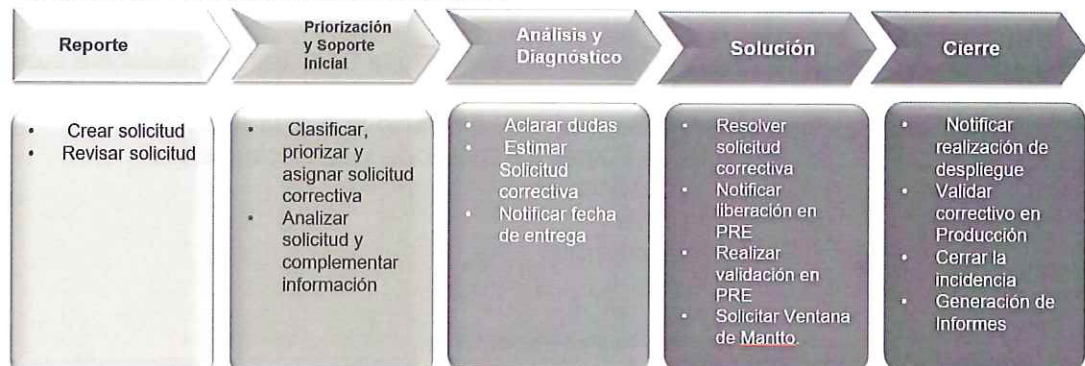 Reporte
Priorización
y Soporte
Inicial
Análisis y
Diagnóstico
Solución
Cierre
• Crear solicitud
• Revisar solicitud
• Clasificar,
priorizar y
asignar solicitud
correctiva
• Analizar
solicitud y
complementar
información
• Aclarar dudas
• Estimar
Solicitud
correctiva
• Notificar fecha
de entrega
• Resolver
solicitud
correctiva
• Notificar
liberación en
PRE
• Realizar
validación en
PRE
• Solicitar Ventana
de Mantto.
• Notificar
realización de
despliegue
• Validar
correctivo en
Producción
• Cerrar la
incidencia
• Generación de
Informes